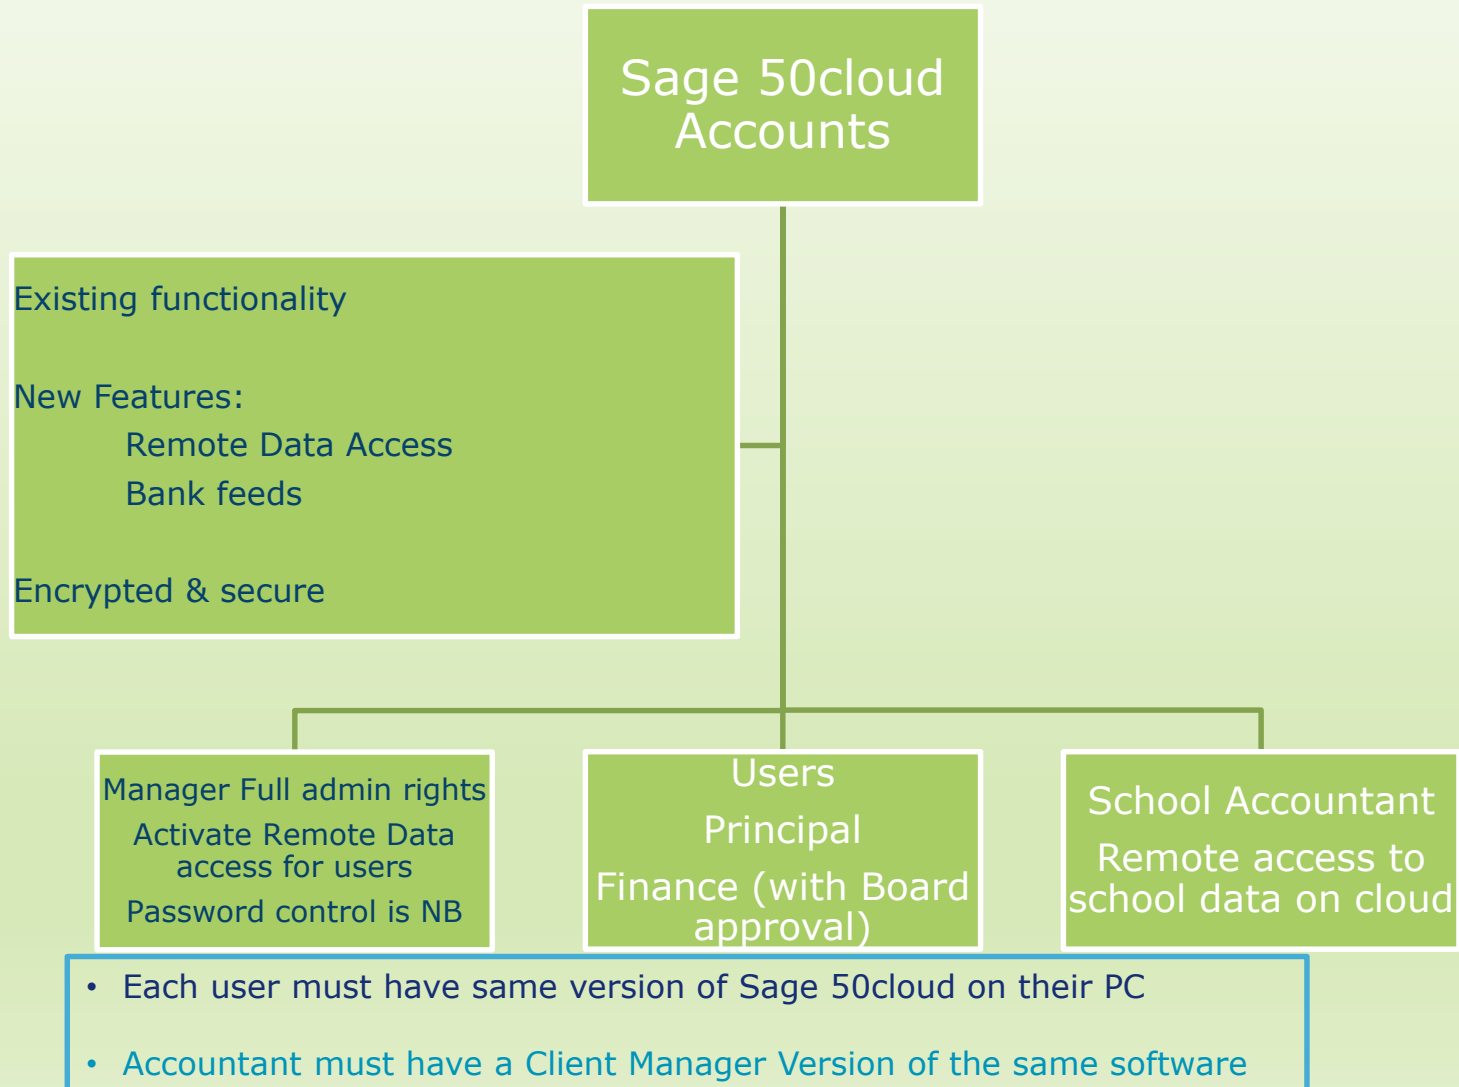 Sage 50cloud
Accounts
Existing functionality
New Features:
Remote Data Access
Bank feeds
Encrypted & secure
Manager Full admin rights
Activate Remote Data
access for users
Password control is NB
Users
Principal
Finance (with Board
approval)
School Accountant
Remote access to
school data on cloud
• Each user must have same version of Sage 50cloud on their PC
• Accountant must have a Client Manager Version of the same software